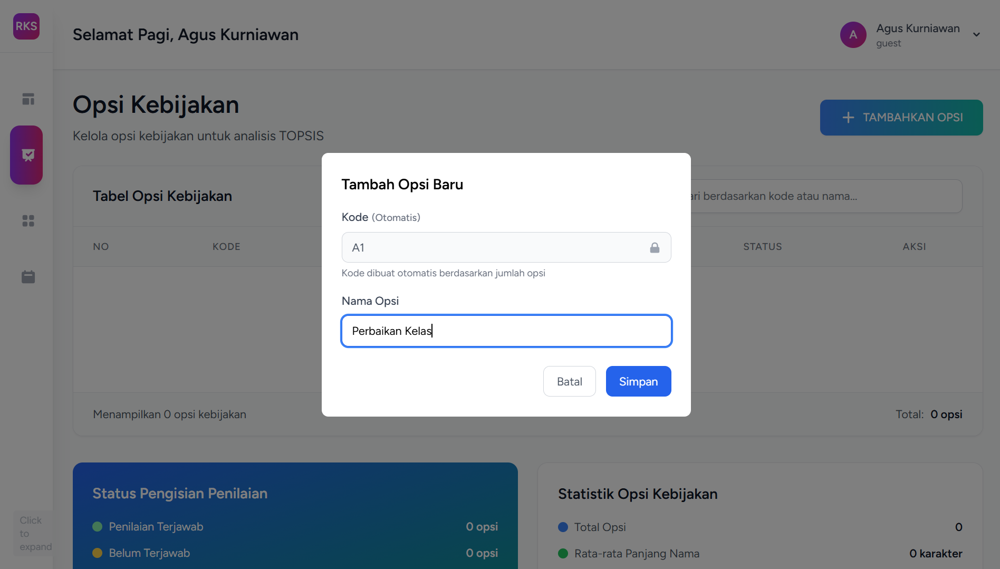 RKS
Selamat Pagi, Agus Kurniawan
A
Agus Kurniawan
guest
Opsi Kebijakan
Kelola opsi kebijakan untuk analisis TOPSIS
TAMBAHKAN OPSI
Tabel Opsi Kebijakan
ari berdasarkan kode atau nama...
NO
KODE
STATUS
AKSI
Tambah Opsi Baru
Kode (Otomatis)
A1
Kode dibuat otomatis berdasarkan jumlah opsi
Nama Opsi
Perbaikan Kelas
Batal
Simpan
Menampilkan 0 opsi kebijakan
Total: 0 opsi
Status Pengisian Penilaian
Penilaian Terjawab
0 opsi
Belum Terjawab
0 opsi
Statistik Opsi Kebijakan
Total Opsi
0
Rata-rata Panjang Nama
0 karakter
Click
to
expand